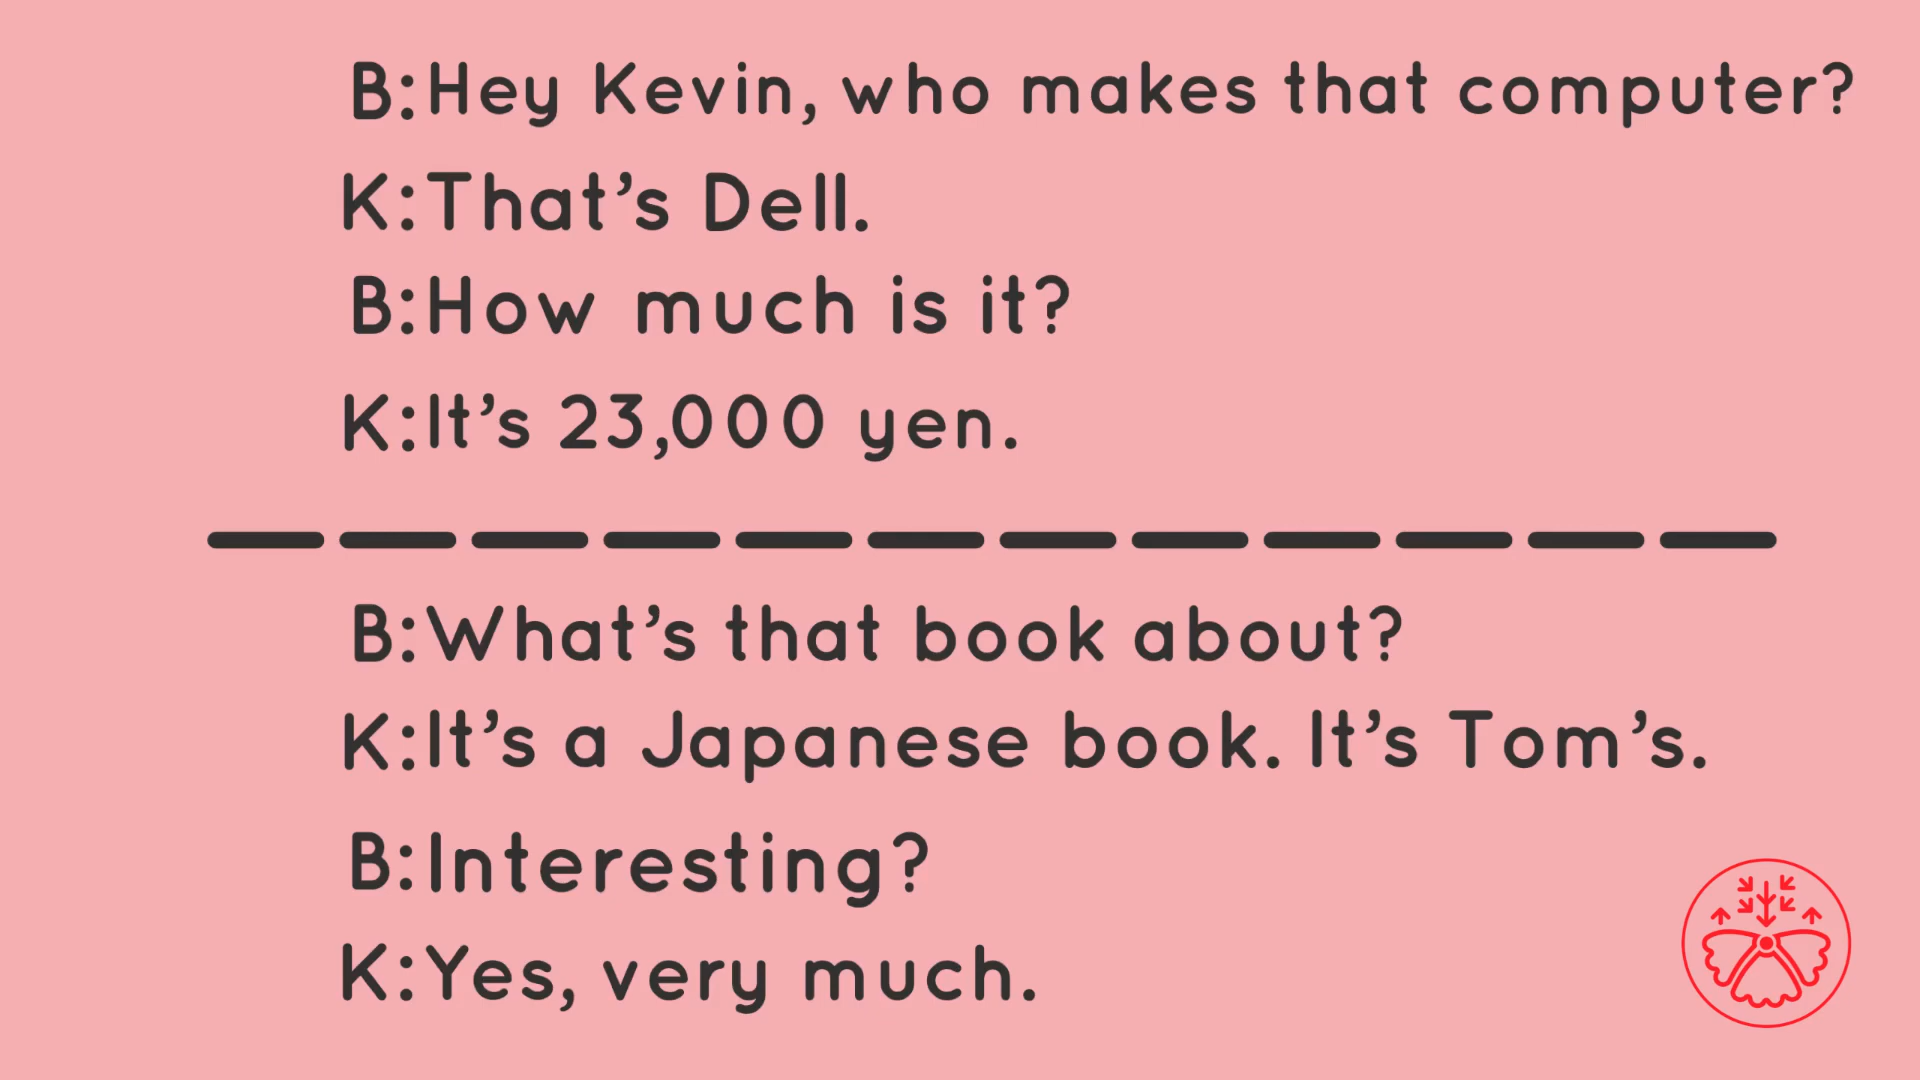 B:Hey Kevin, who makes that computer?
K:That’s Dell.
B:How much is it?
K:It’s 23,000 yen.
B:What’s that book about?
K:It’s a Japanese book. It’s Tom’s.
B:Interesting?
K:Yes, very much.